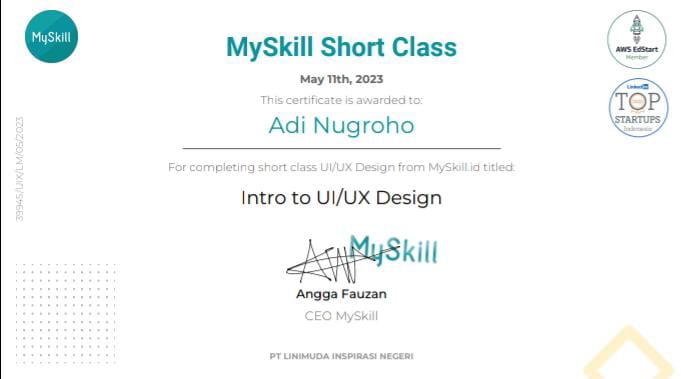 MySkill
MySkill Short Class
AWS EdStart
Member
May 11th, 2023
This certificate is awarded to:
LinkedIn
TOP
STARTUPS
Indonesia
Adi Nugroho
39945/UIX/LM/05/2023
For completing short class UI/UX Design from MySkill.id titled:
Intro to UI/UX Design
MySkill
Angga Fauzan
CEO MySkill
PT LINIMUDA INSPIRASI NEGERI